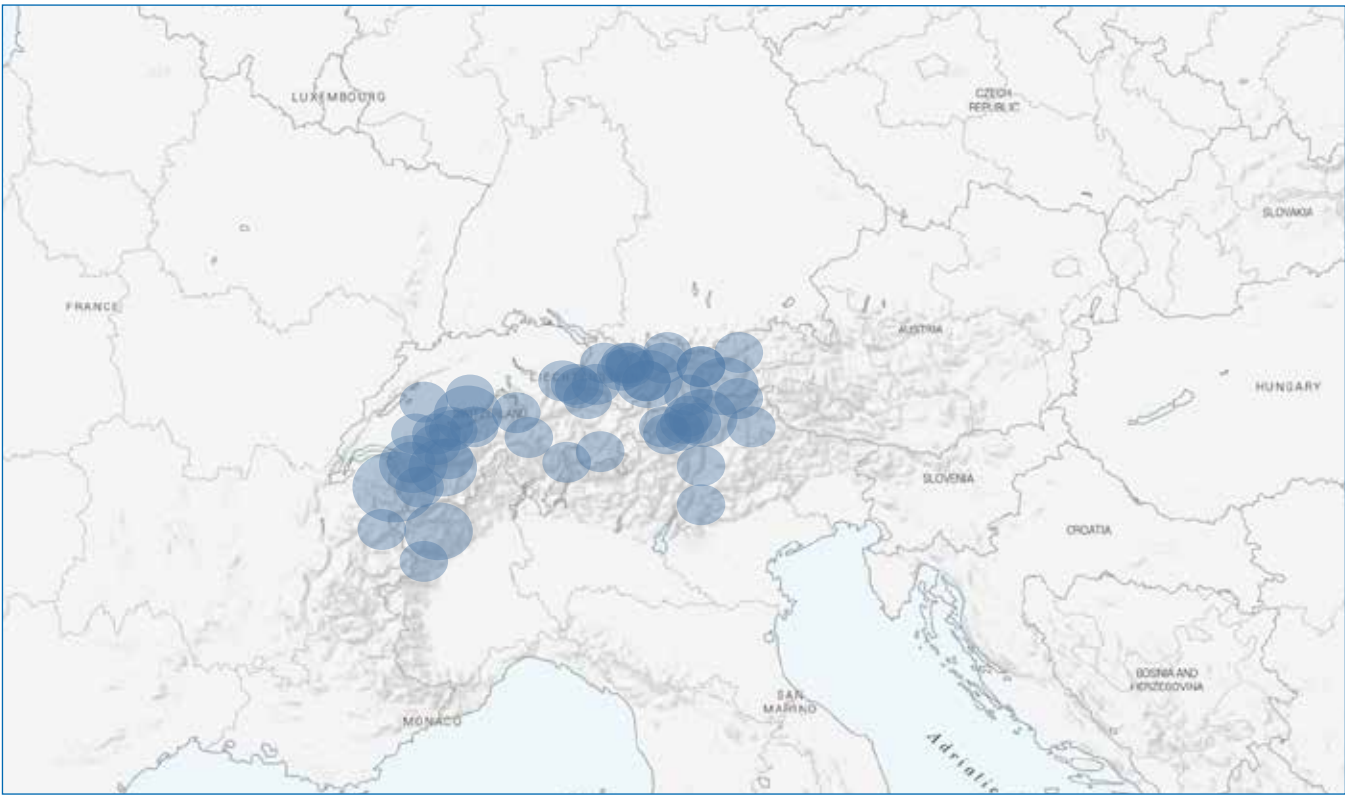 LUXEMBOURG
CZECH
REPUBLIC
SLOVAKIA
FRANCE
AUSTRIA
HUNGARY
SLOVENIA
CROATIA
BOSNIA AND
HERZEGOVINA
SAN
MARINO
MONACO
Adriatic